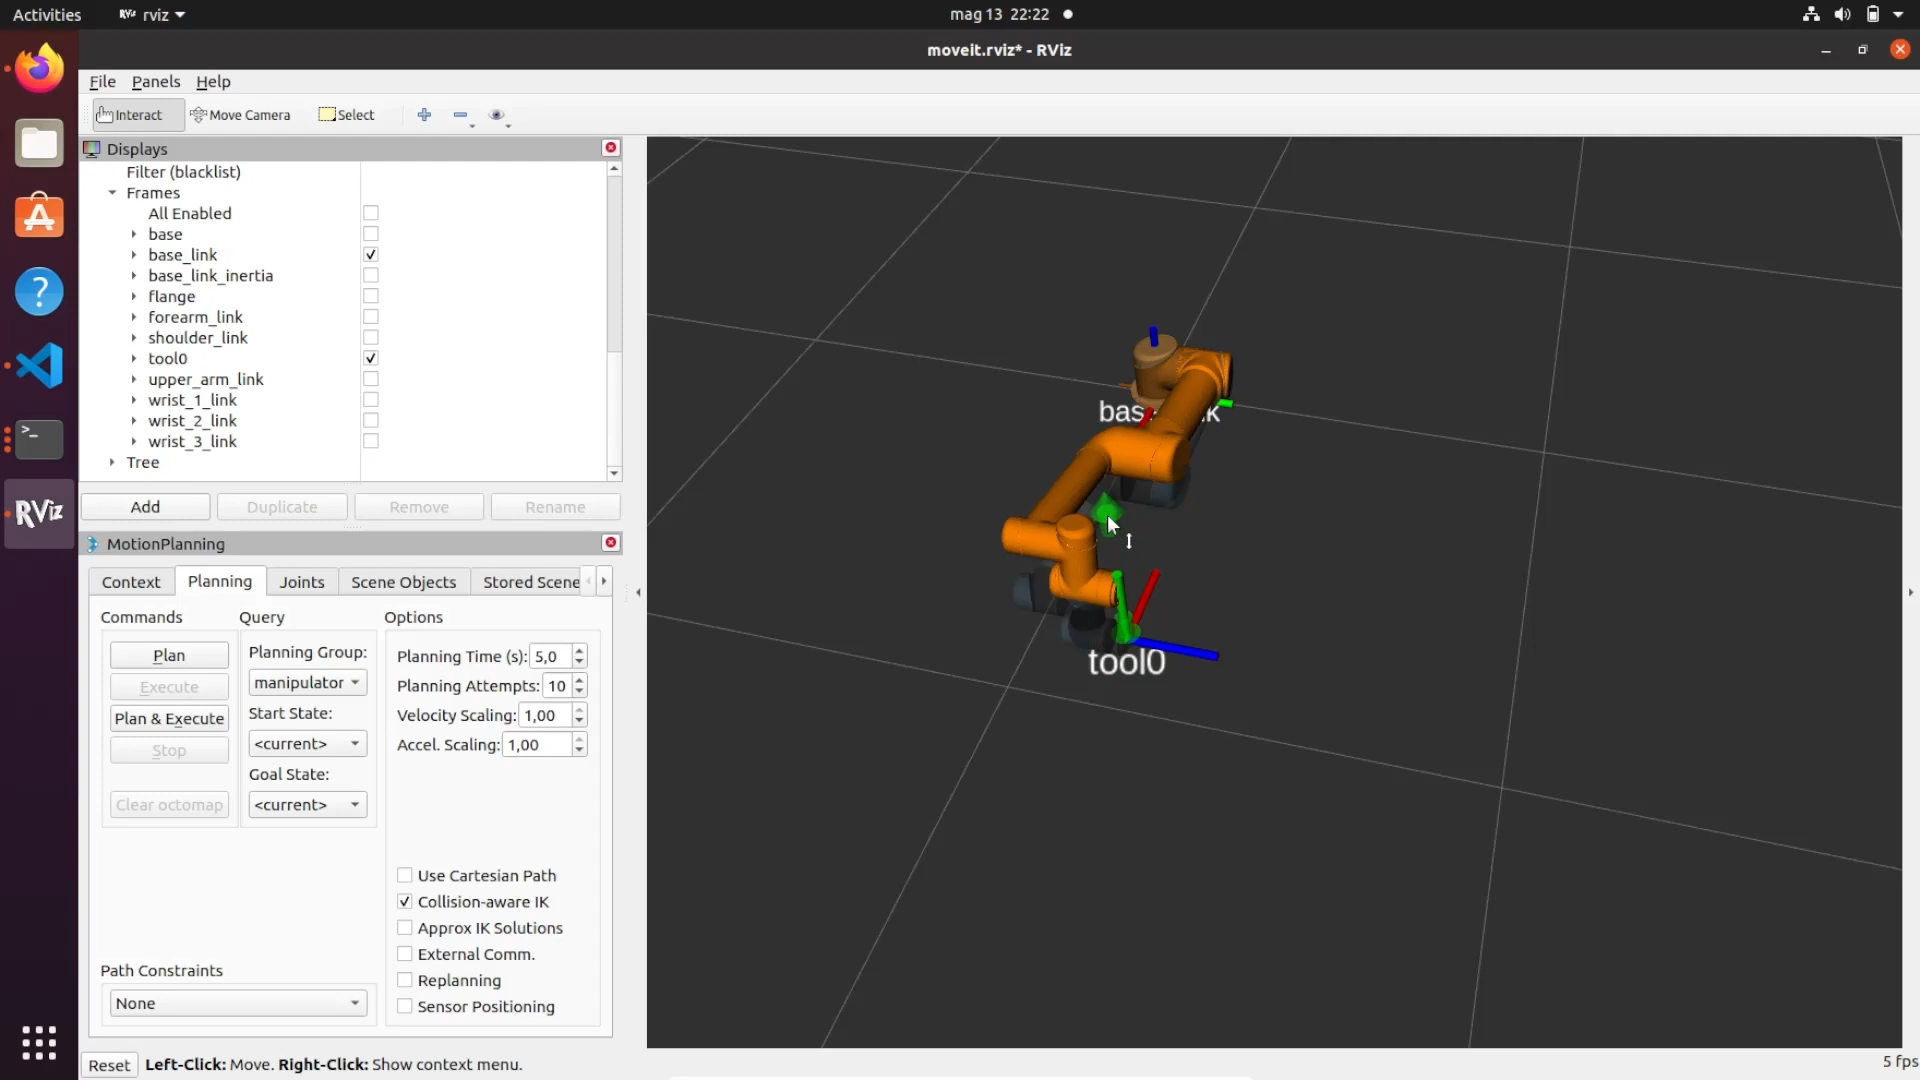 Activities
RViz rviz
mag 13 22:22
moveit.rviz* - RViz
File Panels Help
Interact Move Camera Select
Displays
Filter (blacklist)
Frames
All Enabled
base
base_link
base_link_inertia
flange
forearm_link
shoulder_link
tool0
upper_arm_link
wrist_1_link
wrist_2_link
wrist_3_link
Tree
Add Duplicate Remove Rename
MotionPlanning
Context Planning Joints Scene Objects Stored Scene
Commands Query Options
Plan
Execute
Plan & Execute
Stop
Clear octomap
Planning Group:
manipulator
Start State:
<current>
Goal State:
<current>
Planning Time (s): 5,0
Planning Attempts: 10
Velocity Scaling: 1,00
Accel. Scaling: 1,00
Use Cartesian Path
Collision-aware IK
Approx IK Solutions
External Comm.
Replanning
Sensor Positioning
Path Constraints
None
Reset Left-Click: Move. Right-Click: Show context menu.
5 fps
tool0
RViz